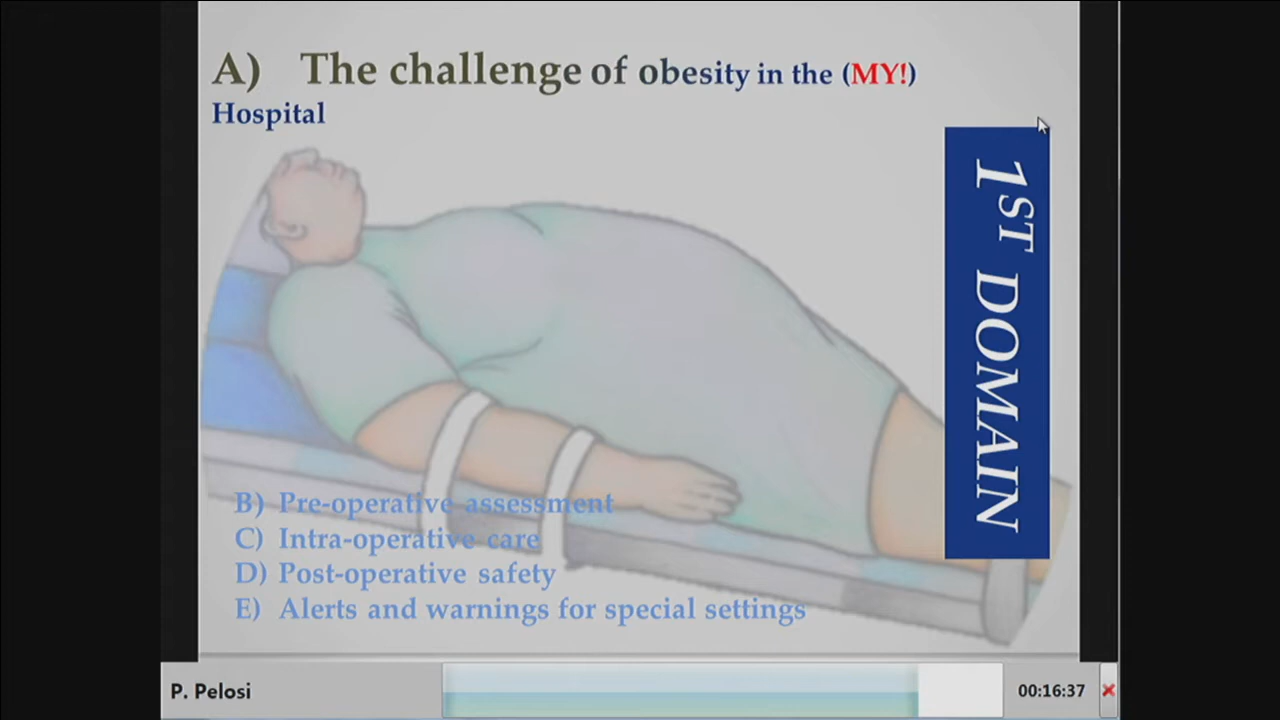 A) The challenge of obesity in the (MY!)
Hospital
1ST DOMAIN
B) Pre-operative assessment
C) Intra-operative care
D) Post-operative safety
E) Alerts and warnings for special settings
P. Pelosi
00:16:37